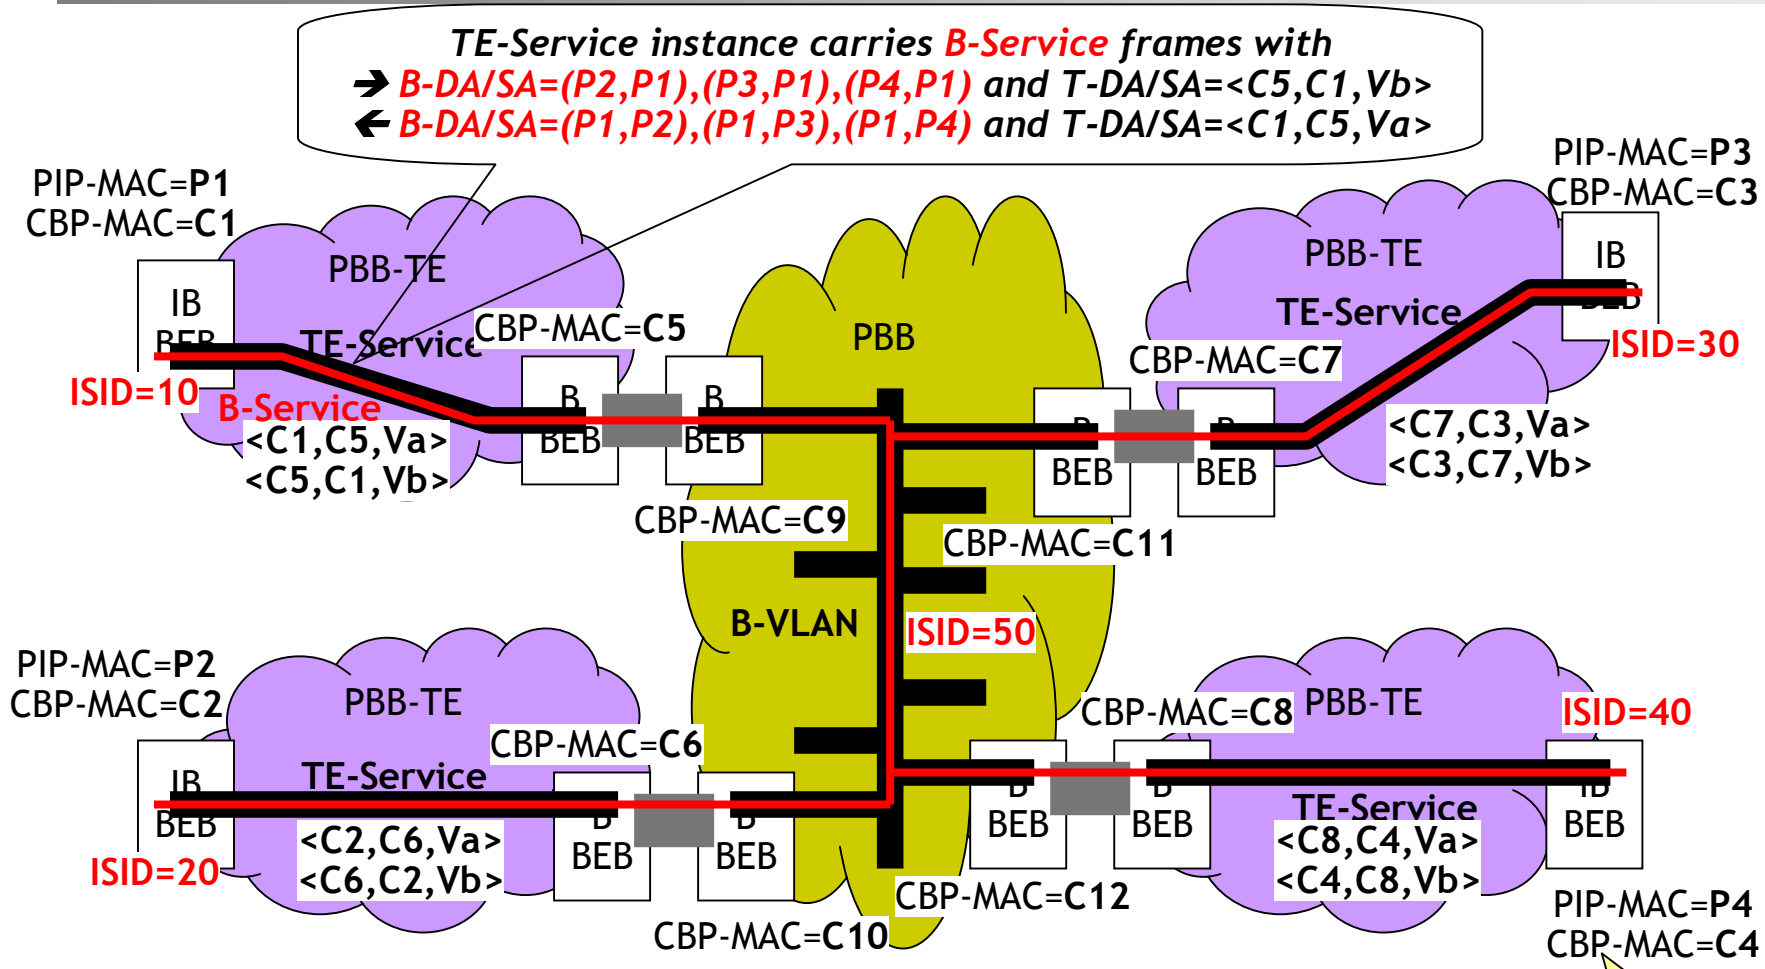 TE-Service instance carries B-Service frames with
➔ B-DA/SA=(P2,P1),(P3,P1),(P4,P1) and T-DA/SA=<C5,C1,Vb>
← B-DA/SA=(P1,P2),(P1,P3),(P1,P4) and T-DA/SA=<C1,C5,Va>
PIP-MAC=P1
CBP-MAC=C1
PBB-TE
IB
BEB
TE-Service
CBP-MAC=C5
ISID=10
B-Service
<C1,C5,Va>
<C5,C1,Vb>
B
BEB
B
BEB
CBP-MAC=C9
PBB
PIP-MAC=P3
CBP-MAC=C3
PBB-TE
IB
BEB
TE-Service
ISID=30
CBP-MAC=C7
B
BEB
BEB
<C7,C3,Va>
<C3,C7,Vb>
CBP-MAC=C11
B-VLAN
ISID=50
PIP-MAC=P2
CBP-MAC=C2
PBB-TE
CBP-MAC=C6
IB
BEB
TE-Service
<C2,C6,Va>
<C6,C2,Vb>
ISID=20
B
BEB
B
BEB
CBP-MAC=C10
CBP-MAC=C8
PBB-TE
ISID=40
B
BEB
B
BEB
TE-Service
<C8,C4,Va>
<C4,C8,Vb>
IB
BEB
CBP-MAC=C12
PIP-MAC=P4
CBP-MAC=C4